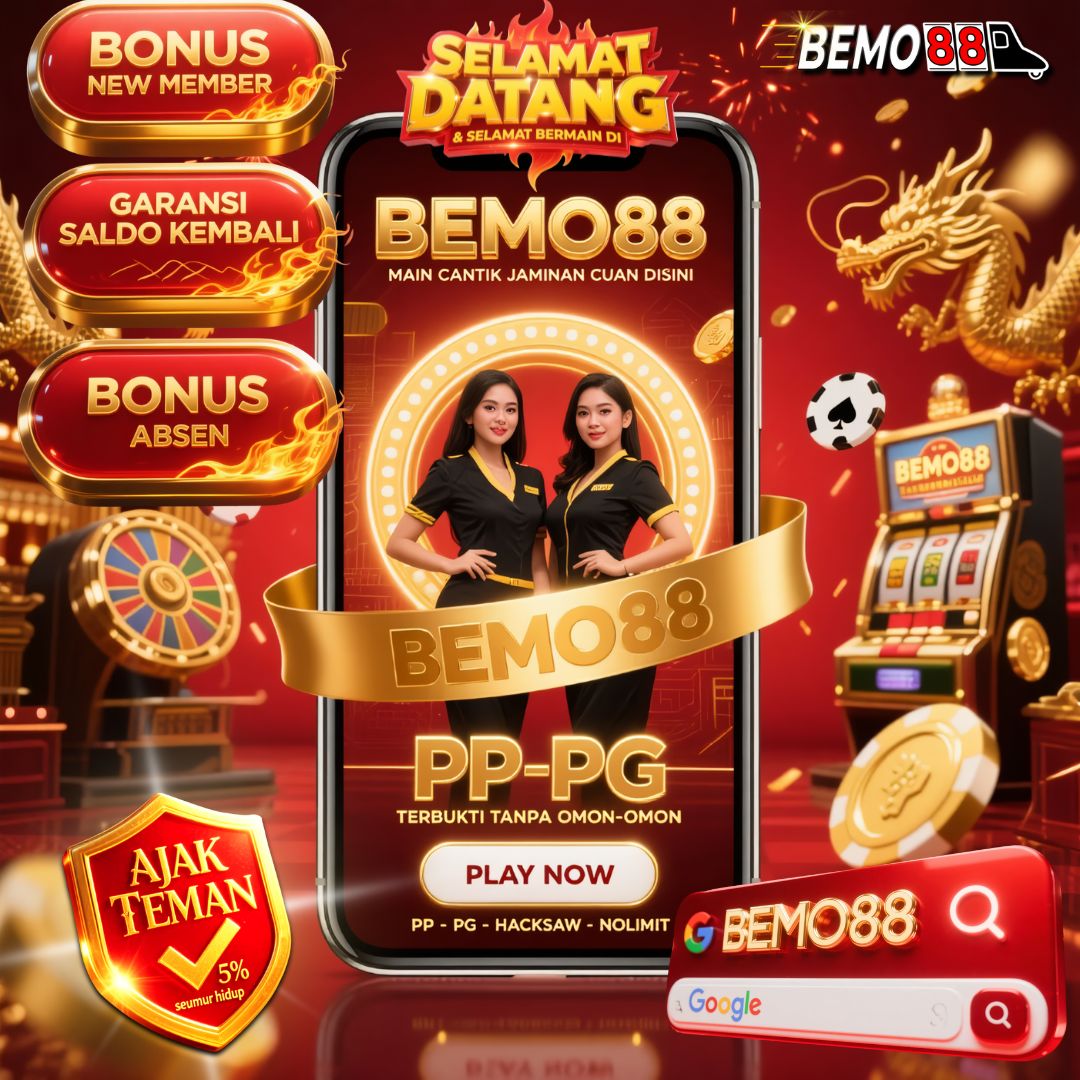 BONUS
NEW MEMBER
GARANSI
SALDO KEMBALI
BONUS
ABSEN
SELAMAT
DATANG
& SELAMAT BERMAIN DI
BEMO88
BEMO88
MAIN CANTIK JAMINAN CUAN DISINI
BEMO88
BEMO88
PP-PG
TERBUKTI TANPA OMON-OMON
PLAY NOW
PP - PG - HACKSAW - NOLIMIT
AJAK
TEMAN
5%
seumur hidup
G BEMO88
Google